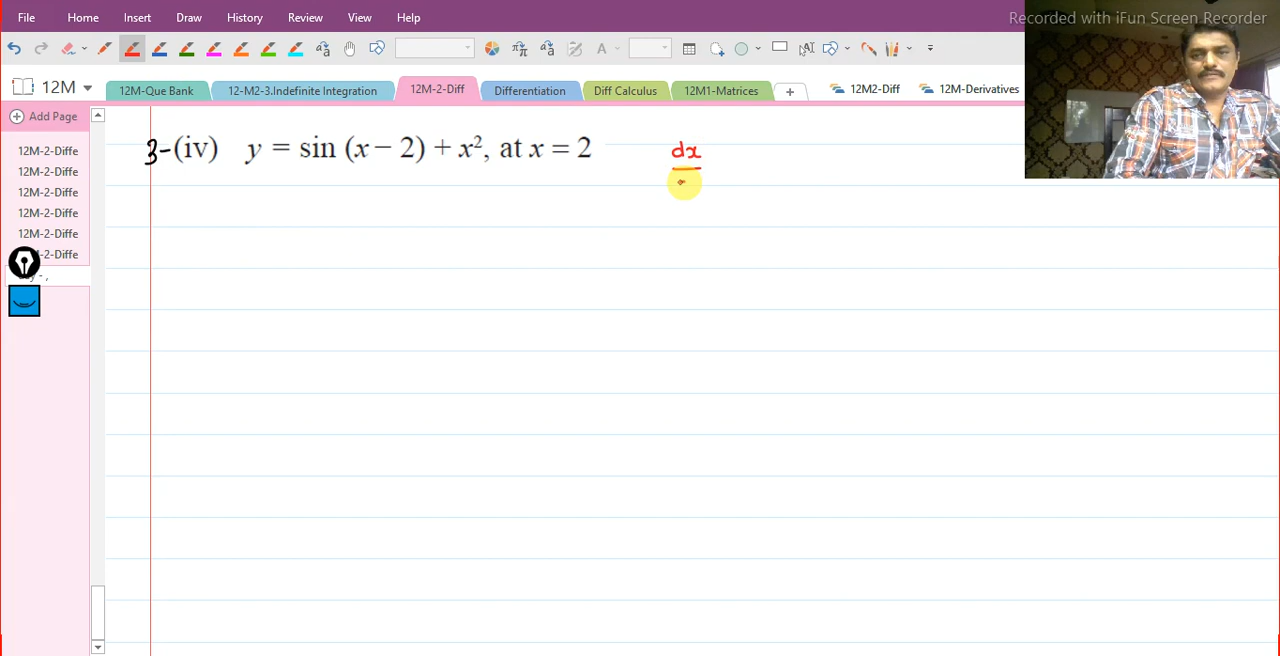 File Home Insert Draw History Review View Help
Recorded with iFun Screen Recorder
12M 12M-Que Bank 12-M2-3.Indefinite Integration 12M-2-Diff Differentiation Diff Calculus 12M1-Matrices 12M2-Diff 12M-Derivatives
Add Page
3-(iv) y = sin (x − 2) + x², at x = 2
dx
12M-2-Diffe
12M-2-Diffe
12M-2-Diffe
12M-2-Diffe
12M-2-Diffe
-2-Diffe